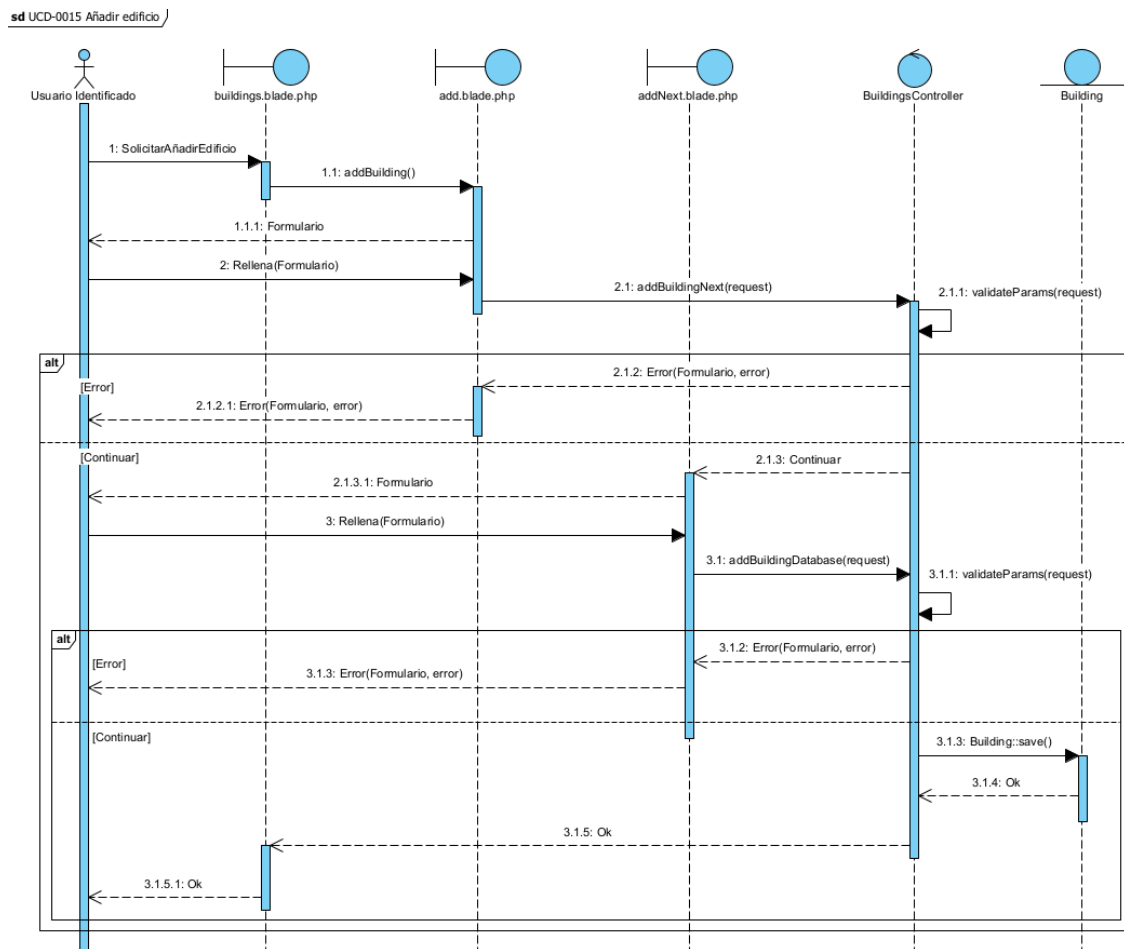 sd UCD-0015 Añadir edificio
Usuario Identificado
buildings.blade.php
add.blade.php
addNext.blade.php
BuildingsController
Building
1: SolicitarAñadirEdificio
1.1: addBuilding()
1.1.1: Formulario
2: Rellena(Formulario)
2.1: addBuildingNext(request)
2.1.1: validateParams(request)
alt
2.1.2: Error(Formulario, error)
[Error]
2.1.2.1: Error(Formulario, error)
[Continuar]
2.1.3: Continuar
2.1.3.1: Formulario
3: Rellena(Formulario)
3.1: addBuildingDatabase(request)
3.1.1: validateParams(request)
alt
3.1.2: Error(Formulario, error)
[Error]
3.1.3: Error(Formulario, error)
[Continuar]
3.1.3: Building::save()
3.1.4: Ok
3.1.5: Ok
3.1.5.1: Ok